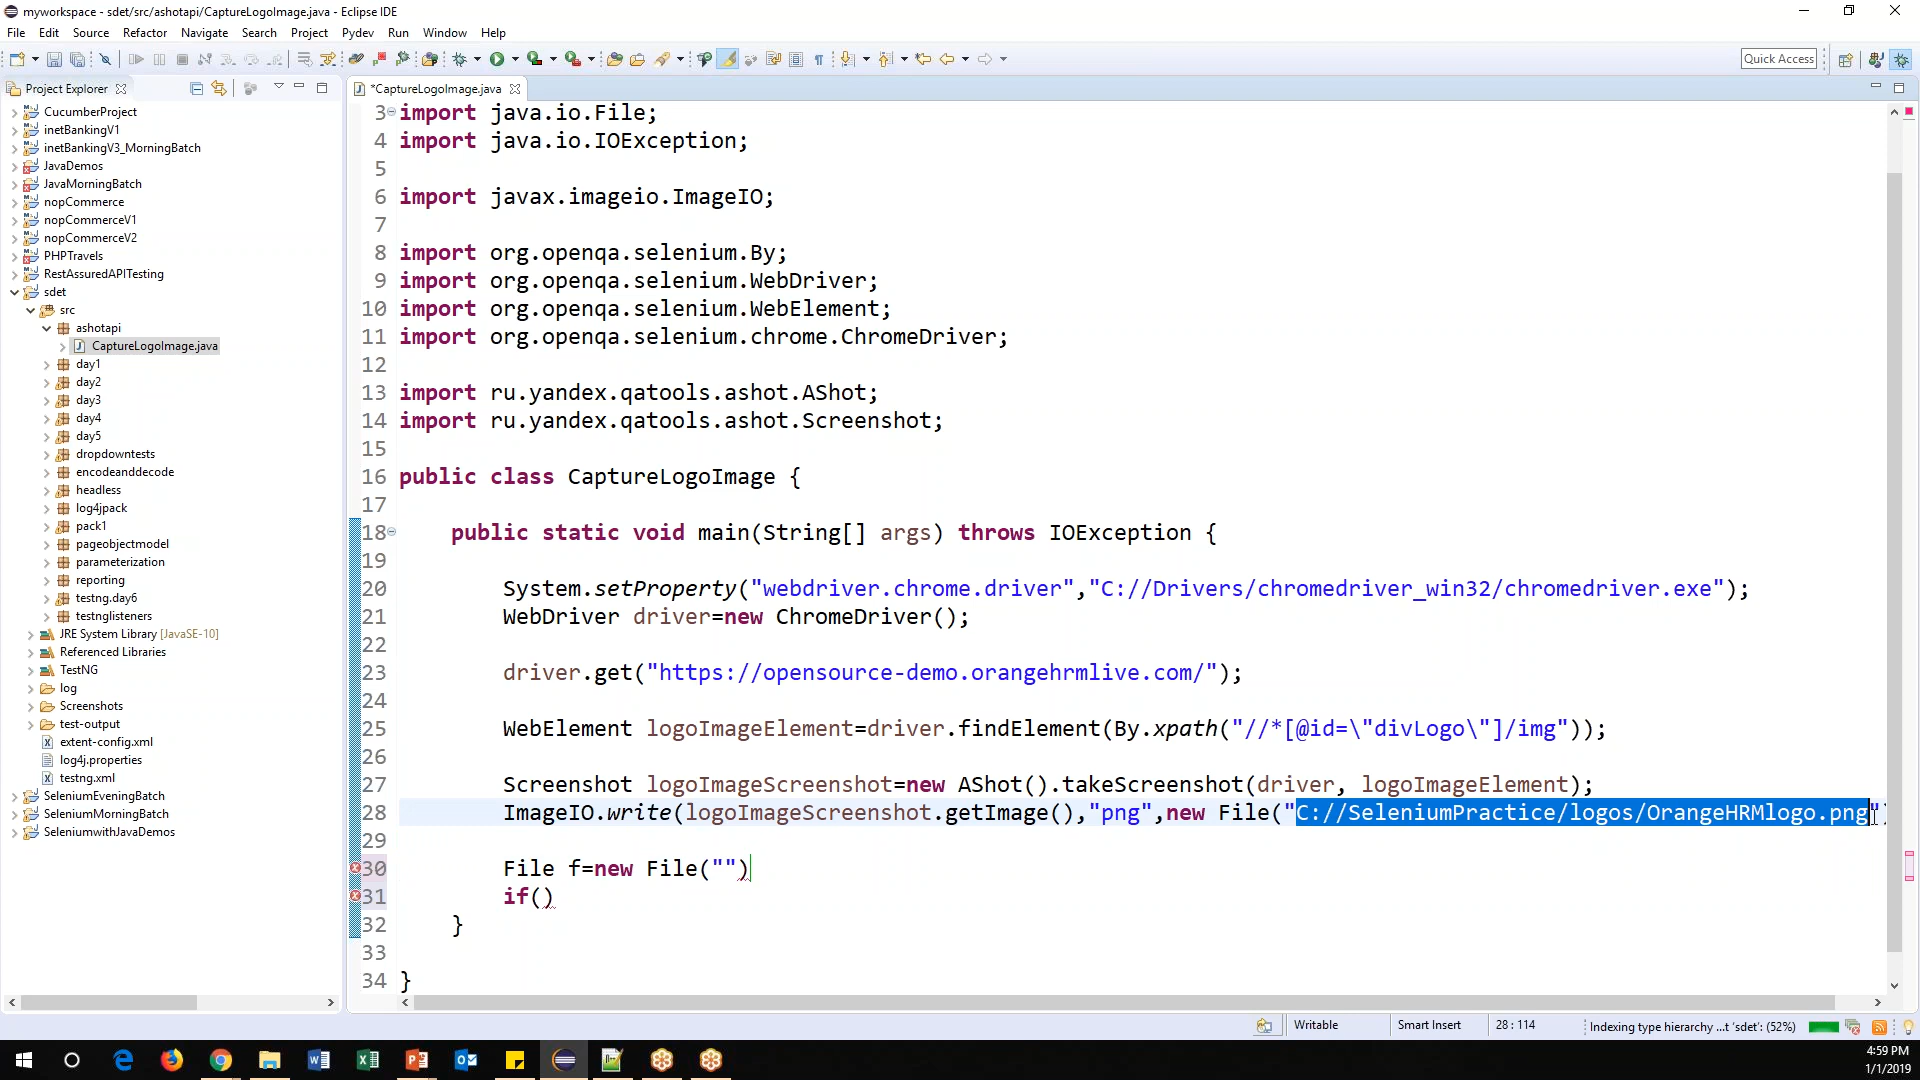 myworkspace - sdet/src/ashotapi/CaptureLogoImage.java - Eclipse IDE
File Edit Source Refactor Navigate Search Project Pydev Run Window Help
Quick Access
Project Explorer
*CaptureLogoImage.java
CucumberProject
inetBankingV1
inetBankingV3_MorningBatch
JavaDemos
JavaMorningBatch
nopCommerce
nopCommerceV1
nopCommerceV2
PHPTravels
RestAssuredAPITesting
sdet
src
ashotapi
CaptureLogoImage.java
day1
day2
day3
day4
day5
dropdowntests
encodeanddecode
headless
log4jpack
pack1
pageobjectmodel
parameterization
reporting
testng.day6
testnglisteners
JRE System Library [JavaSE-10]
Referenced Libraries
TestNG
log
Screenshots
test-output
extent-config.xml
log4j.properties
testng.xml
SeleniumEveningBatch
SeleniumMorningBatch
SeleniumwithJavaDemos
3 import java.io.File;
4 import java.io.IOException;
5
6 import javax.imageio.ImageIO;
7
8 import org.openqa.selenium.By;
9 import org.openqa.selenium.WebDriver;
10 import org.openqa.selenium.WebElement;
11 import org.openqa.selenium.chrome.ChromeDriver;
12
13 import ru.yandex.qatools.ashot.AShot;
14 import ru.yandex.qatools.ashot.Screenshot;
15
16 public class CaptureLogoImage {
17
18 public static void main(String[] args) throws IOException {
19
20 System.setProperty("webdriver.chrome.driver","C://Drivers/chromedriver_win32/chromedriver.exe");
21 WebDriver driver=new ChromeDriver();
22
23 driver.get("https://opensource-demo.orangehrmlive.com/");
24
25 WebElement logoImageElement=driver.findElement(By.xpath("//*[@id=\"divLogo\"]/img"));
26
27 Screenshot logoImageScreenshot=new AShot().takeScreenshot(driver, logoImageElement);
28 ImageIO.write(logoImageScreenshot.getImage(),"png",new File("C://SeleniumPractice/logos/OrangeHRMlogo.png")
29
30 File f=new File("")
31 if()
32 }
33
34 }
Writable Smart Insert 28 : 114 Indexing type hierarchy ...t 'sdet': (52%)
4:59 PM
1/1/2019